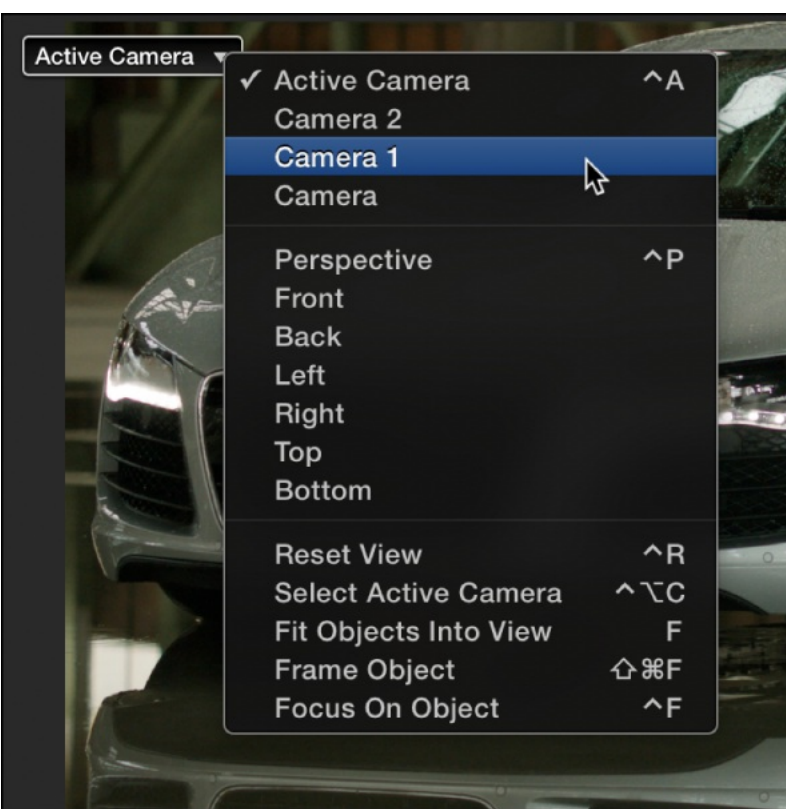 Active Camera
✓ Active Camera ^A
Camera 2
Camera 1
Camera
Perspective ^P
Front
Back
Left
Right
Top
Bottom
Reset View ^R
Select Active Camera ^⌥C
Fit Objects Into View F
Frame Object ⇧⌘F
Focus On Object ^F